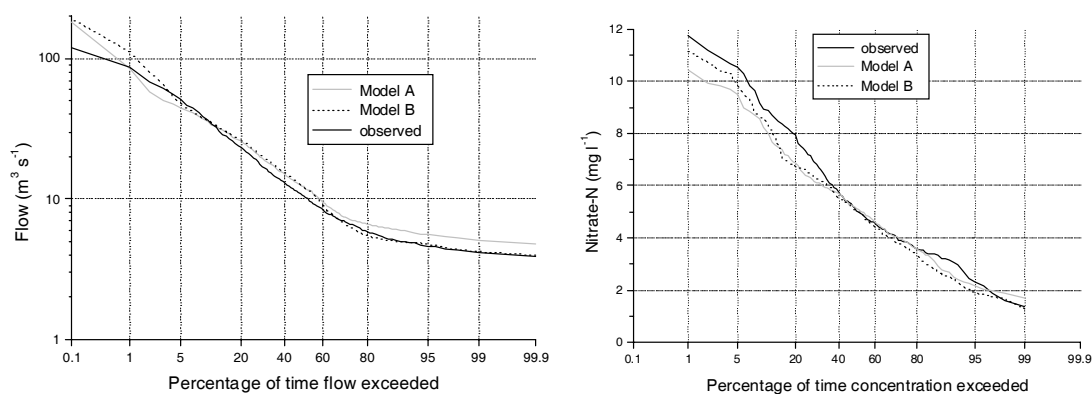 100
10
1
Flow (m³ s⁻¹)
Model A
Model B
observed
0.1 1 5 20 40 60 80 95 99 99.9
Percentage of time flow exceeded
12
10
8
6
4
2
0
Nitrate-N (mg l⁻¹)
observed
Model A
Model B
0.1 1 5 20 40 60 80 95 99 99.9
Percentage of time concentration exceeded